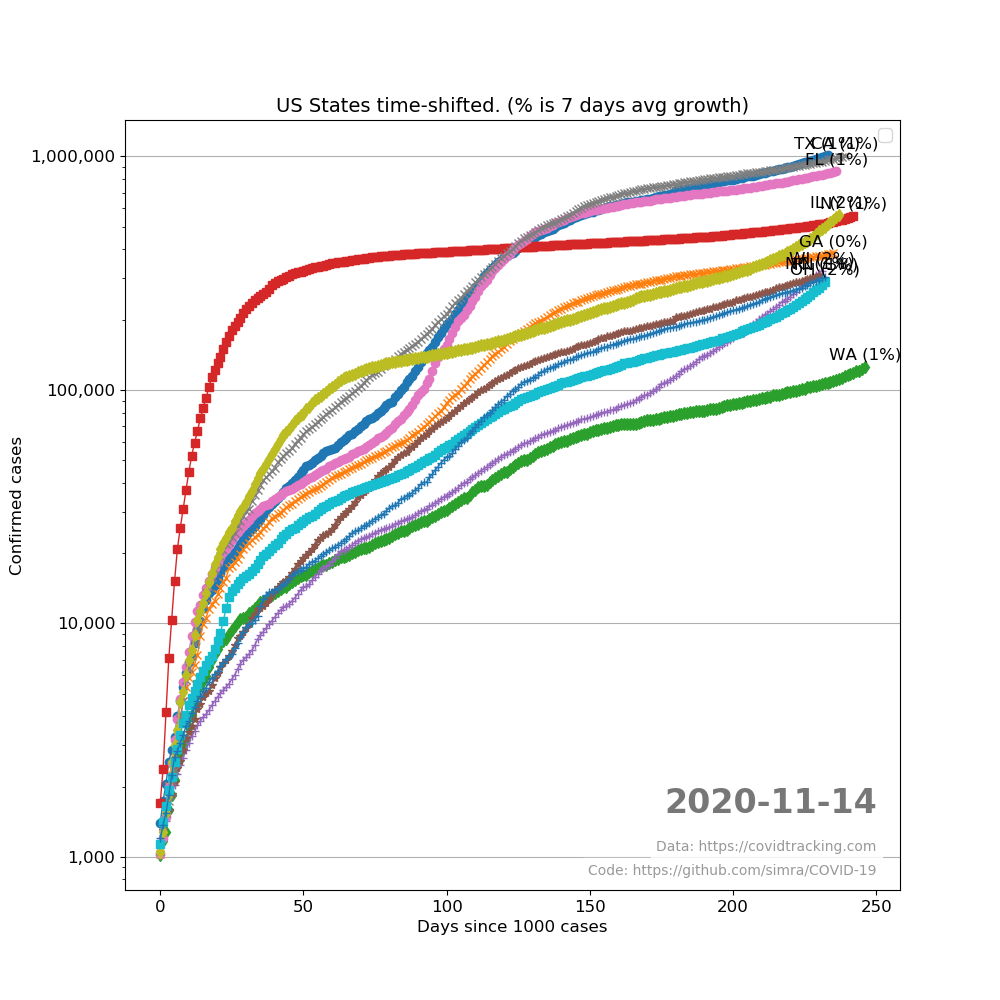 US States time-shifted. (% is 7 days avg growth)
Confirmed cases
1,000,000
100,000
10,000
1,000
FL (1%)
GA (0%)
OH (2%)
WA (1%)
2020-11-14
Data: https://covidtracking.com
Code: https://github.com/simra/COVID-19
0 50 100 150 200 250
Days since 1000 cases